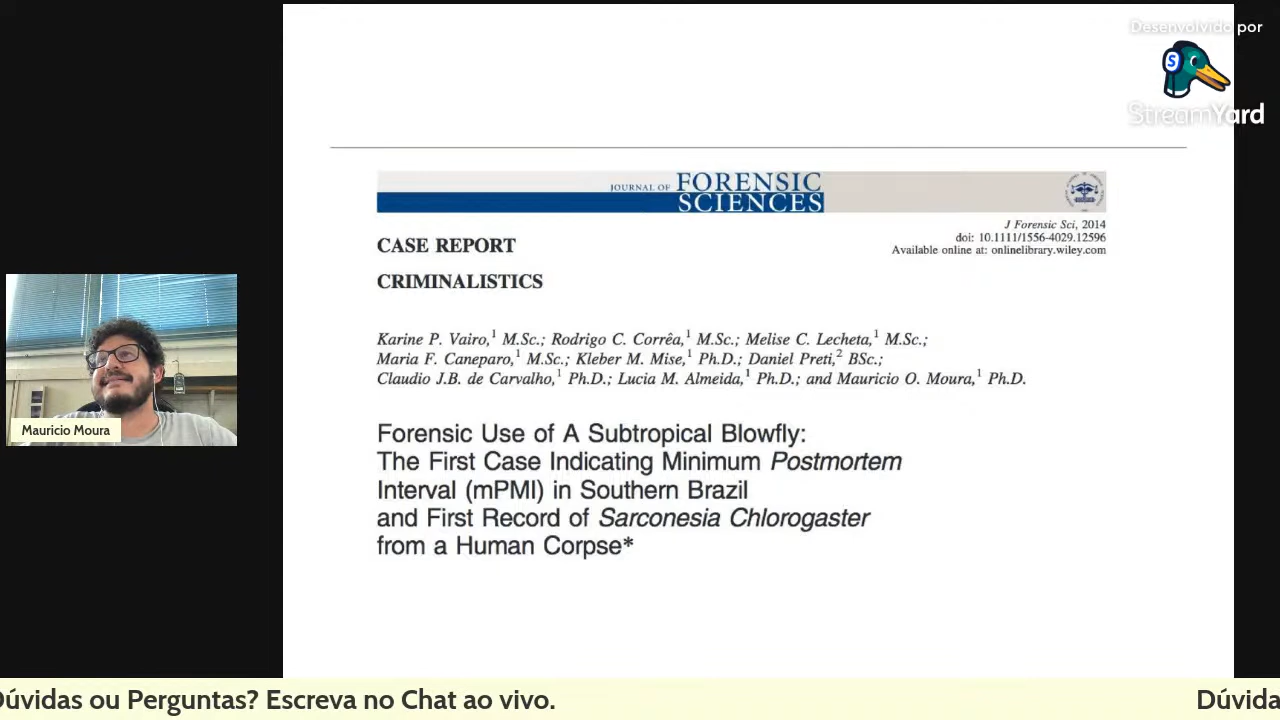 Desenvolvido por
S
StreamYard
JOURNAL OF FORENSIC
SCIENCES
J Forensic Sci, 2014
doi: 10.1111/1556-4029.12596
Available online at: onlinelibrary.wiley.com
CASE REPORT
CRIMINALISTICS
Karine P. Vairo,¹ M.Sc.; Rodrigo C. Corrêa,¹ M.Sc.; Melise C. Lecheta,¹ M.Sc.;
Maria F. Caneparo,¹ M.Sc.; Kleber M. Mise,¹ Ph.D.; Daniel Preti,² BSc.;
Claudio J.B. de Carvalho,¹ Ph.D.; Lucia M. Almeida,¹ Ph.D.; and Mauricio O. Moura,¹ Ph.D.
Forensic Use of A Subtropical Blowfly:
The First Case Indicating Minimum Postmortem
Interval (mPMI) in Southern Brazil
and First Record of Sarconesia Chlorogaster
from a Human Corpse*
Mauricio Moura
Dúvidas ou Perguntas? Escreva no Chat ao vivo. Dúvida